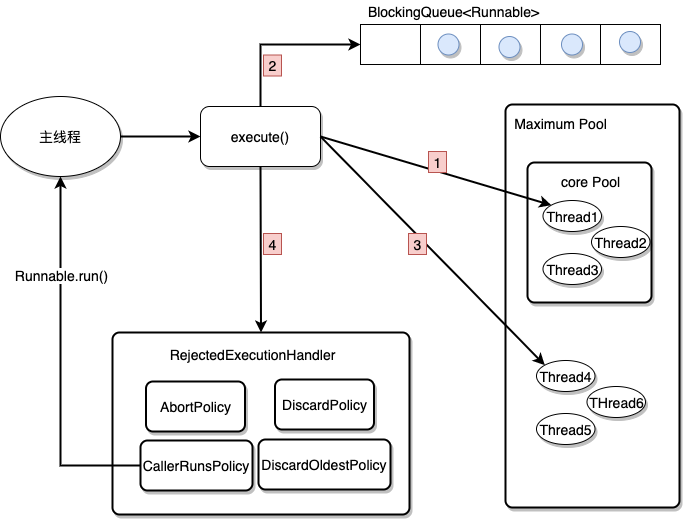 BlockingQueue<Runnable>
2
主线程
execute()
Maximum Pool
1
core Pool
Thread1
Thread2
Thread3
4
3
Runnable.run()
RejectedExecutionHandler
AbortPolicy
DiscardPolicy
CallerRunsPolicy
DiscardOldestPolicy
Thread4
THread6
Thread5